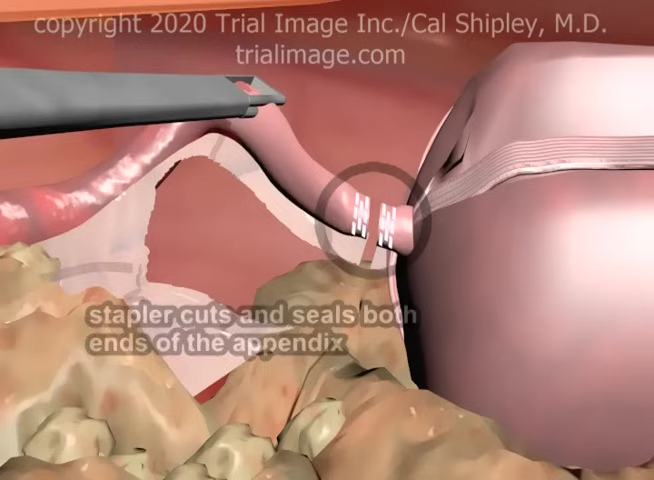 copyright 2020 Trial Image Inc./Cal Shipley, M.D.
trialimage.com
stapler cuts and seals both
ends of the appendix